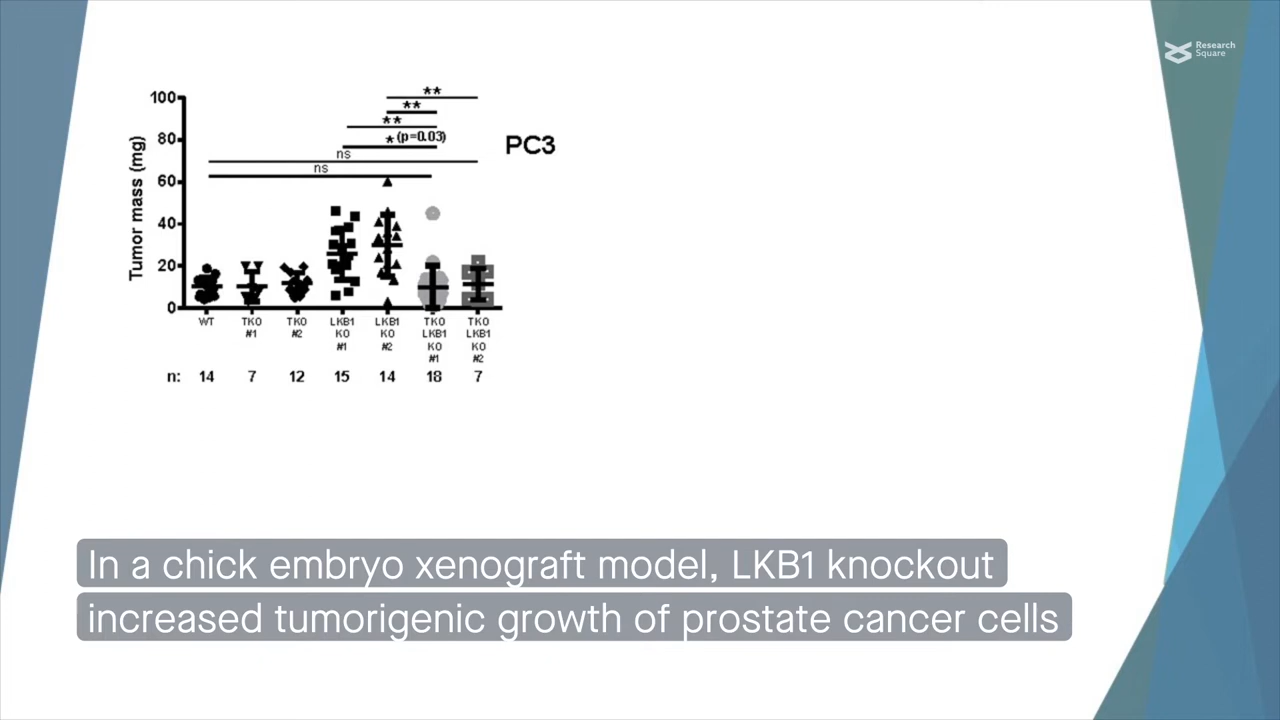 Research
Square
100
80
60
40
20
0
Tumor mass (mg)
**
**
**
* (p=0.03)
ns
ns
PC3
WT
TKO
#1
TKO
#2
LKB1
KO
#1
LKB1
KO
#2
TKO
LKB1
KO
#1
TKO
LKB1
KO
#2
n: 14 7 12 15 14 18 7
In a chick embryo xenograft model, LKB1 knockout
increased tumorigenic growth of prostate cancer cells